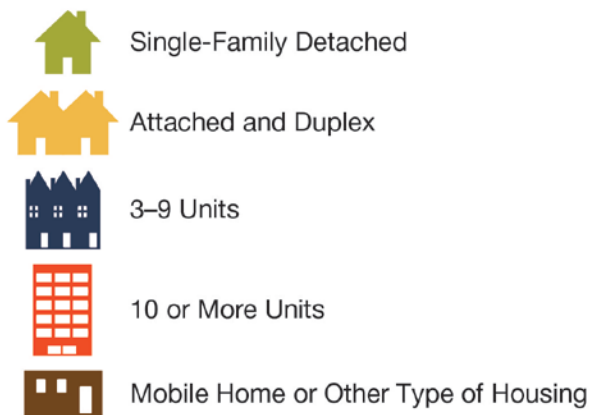 Single-Family Detached
Attached and Duplex
3–9 Units
10 or More Units
Mobile Home or Other Type of Housing